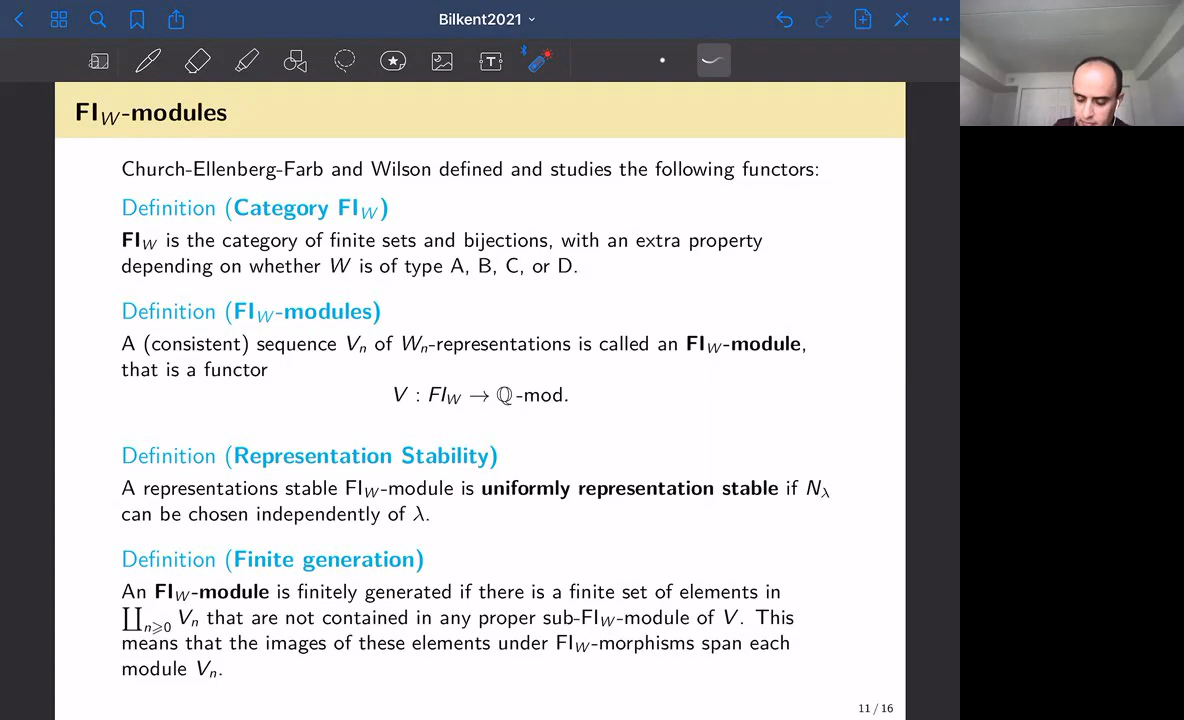 Bilkent2021
T
FI_W-modules
Church-Ellenberg-Farb and Wilson defined and studies the following functors:
Definition (Category FI_W)
FI_W is the category of finite sets and bijections, with an extra property
depending on whether W is of type A, B, C, or D.
Definition (FI_W-modules)
A (consistent) sequence V_n of W_n-representations is called an FI_W-module,
that is a functor
V : FI_W → ℚ-mod.
Definition (Representation Stability)
A representations stable FI_W-module is uniformly representation stable if N_λ
can be chosen independently of λ.
Definition (Finite generation)
An FI_W-module is finitely generated if there is a finite set of elements in
∐_{n⩾0} V_n that are not contained in any proper sub-FI_W-module of V. This
means that the images of these elements under FI_W-morphisms span each
module V_n.
11 / 16